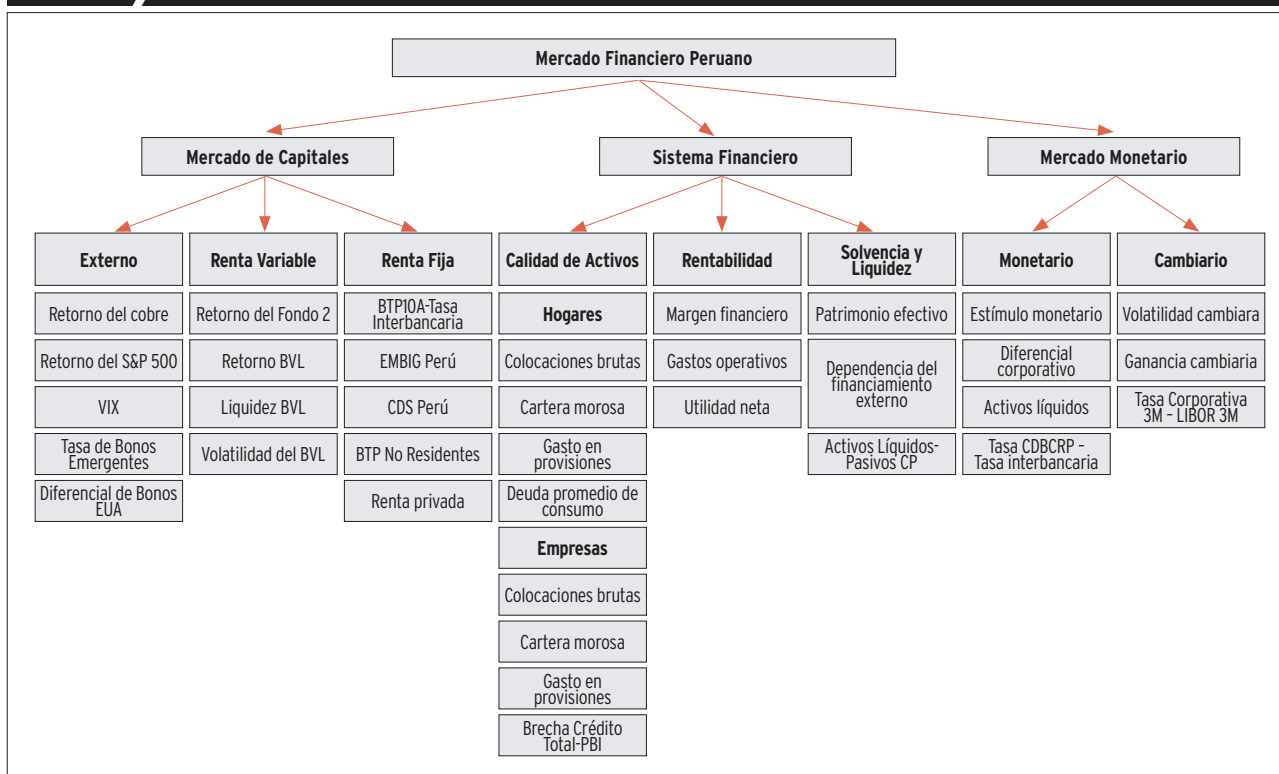 Mercado Financiero Peruano
Mercado de Capitales
Sistema Financiero
Mercado Monetario
Externo
Retorno del cobre
Retorno del S&P 500
VIX
Tasa de Bonos
Emergentes
Diferencial de Bonos
EUA
Renta Variable
Retorno del Fondo 2
Retorno BVL
Liquidez BVL
Volatilidad del BVL
Renta Fija
BTP10A-Tasa
Interbancaria
EMBIG Perú
CDS Perú
BTP No Residentes
Renta privada
Calidad de Activos
Hogares
Colocaciones brutas
Cartera morosa
Gasto en
provisiones
Deuda promedio de
consumo
Empresas
Colocaciones brutas
Cartera morosa
Gasto en
provisiones
Brecha Crédito
Total-PBI
Rentabilidad
Margen financiero
Gastos operativos
Utilidad neta
Solvencia y
Liquidez
Patrimonio efectivo
Dependencia del
financiamiento
externo
Activos Líquidos-
Pasivos CP
Monetario
Estímulo monetario
Diferencial
corporativo
Activos líquidos
Tasa CDBCRP –
Tasa interbancaria
Cambiario
Volatilidad cambiara
Ganancia cambiaria
Tasa Corporativa
3M – LIBOR 3M